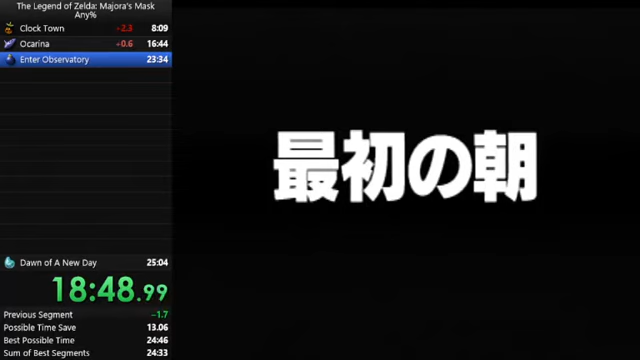 The Legend of Zelda: Majora's Mask
Any%
Clock Town -2.3 8:09
Ocarina +0.6 16:44
Enter Observatory 23:34
Dawn of A New Day 25:04
18:48.99
Previous Segment -1.7
Possible Time Save 13.06
Best Possible Time 24:46
Sum of Best Segments 24:33
最初の朝